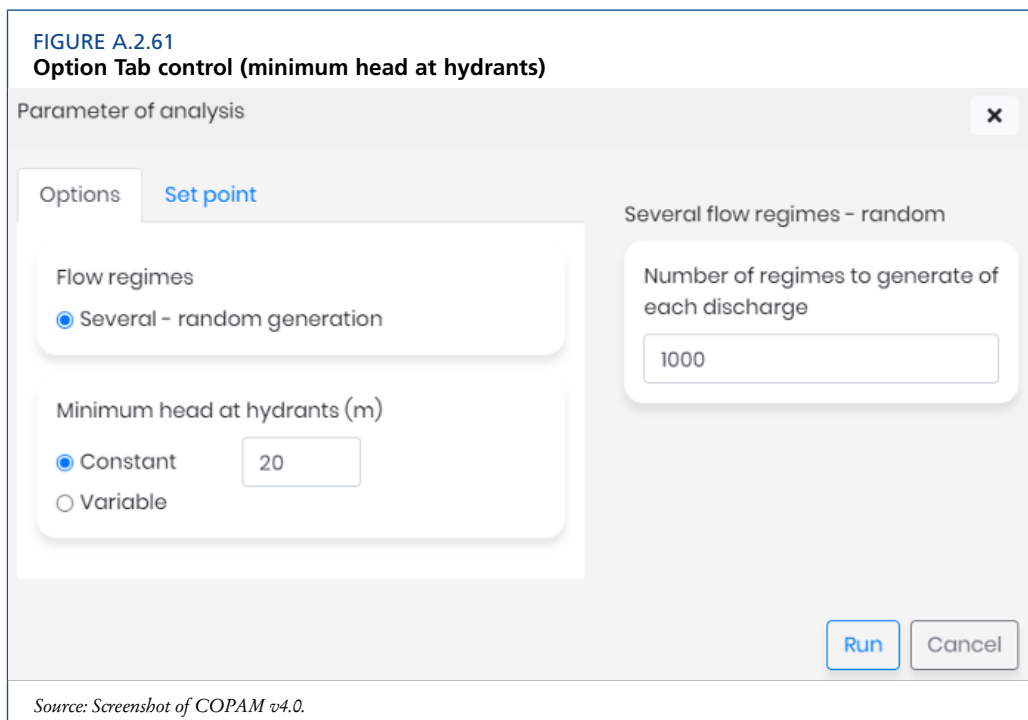 FIGURE A.2.61
Option Tab control (minimum head at hydrants)
Parameter of analysis
Options
Set point
Flow regimes
Several - random generation
Minimum head at hydrants (m)
Constant
20
Variable
Several flow regimes - random
Number of regimes to generate of
each discharge
1000
Run
Cancel
Source: Screenshot of COPAM v4.0.